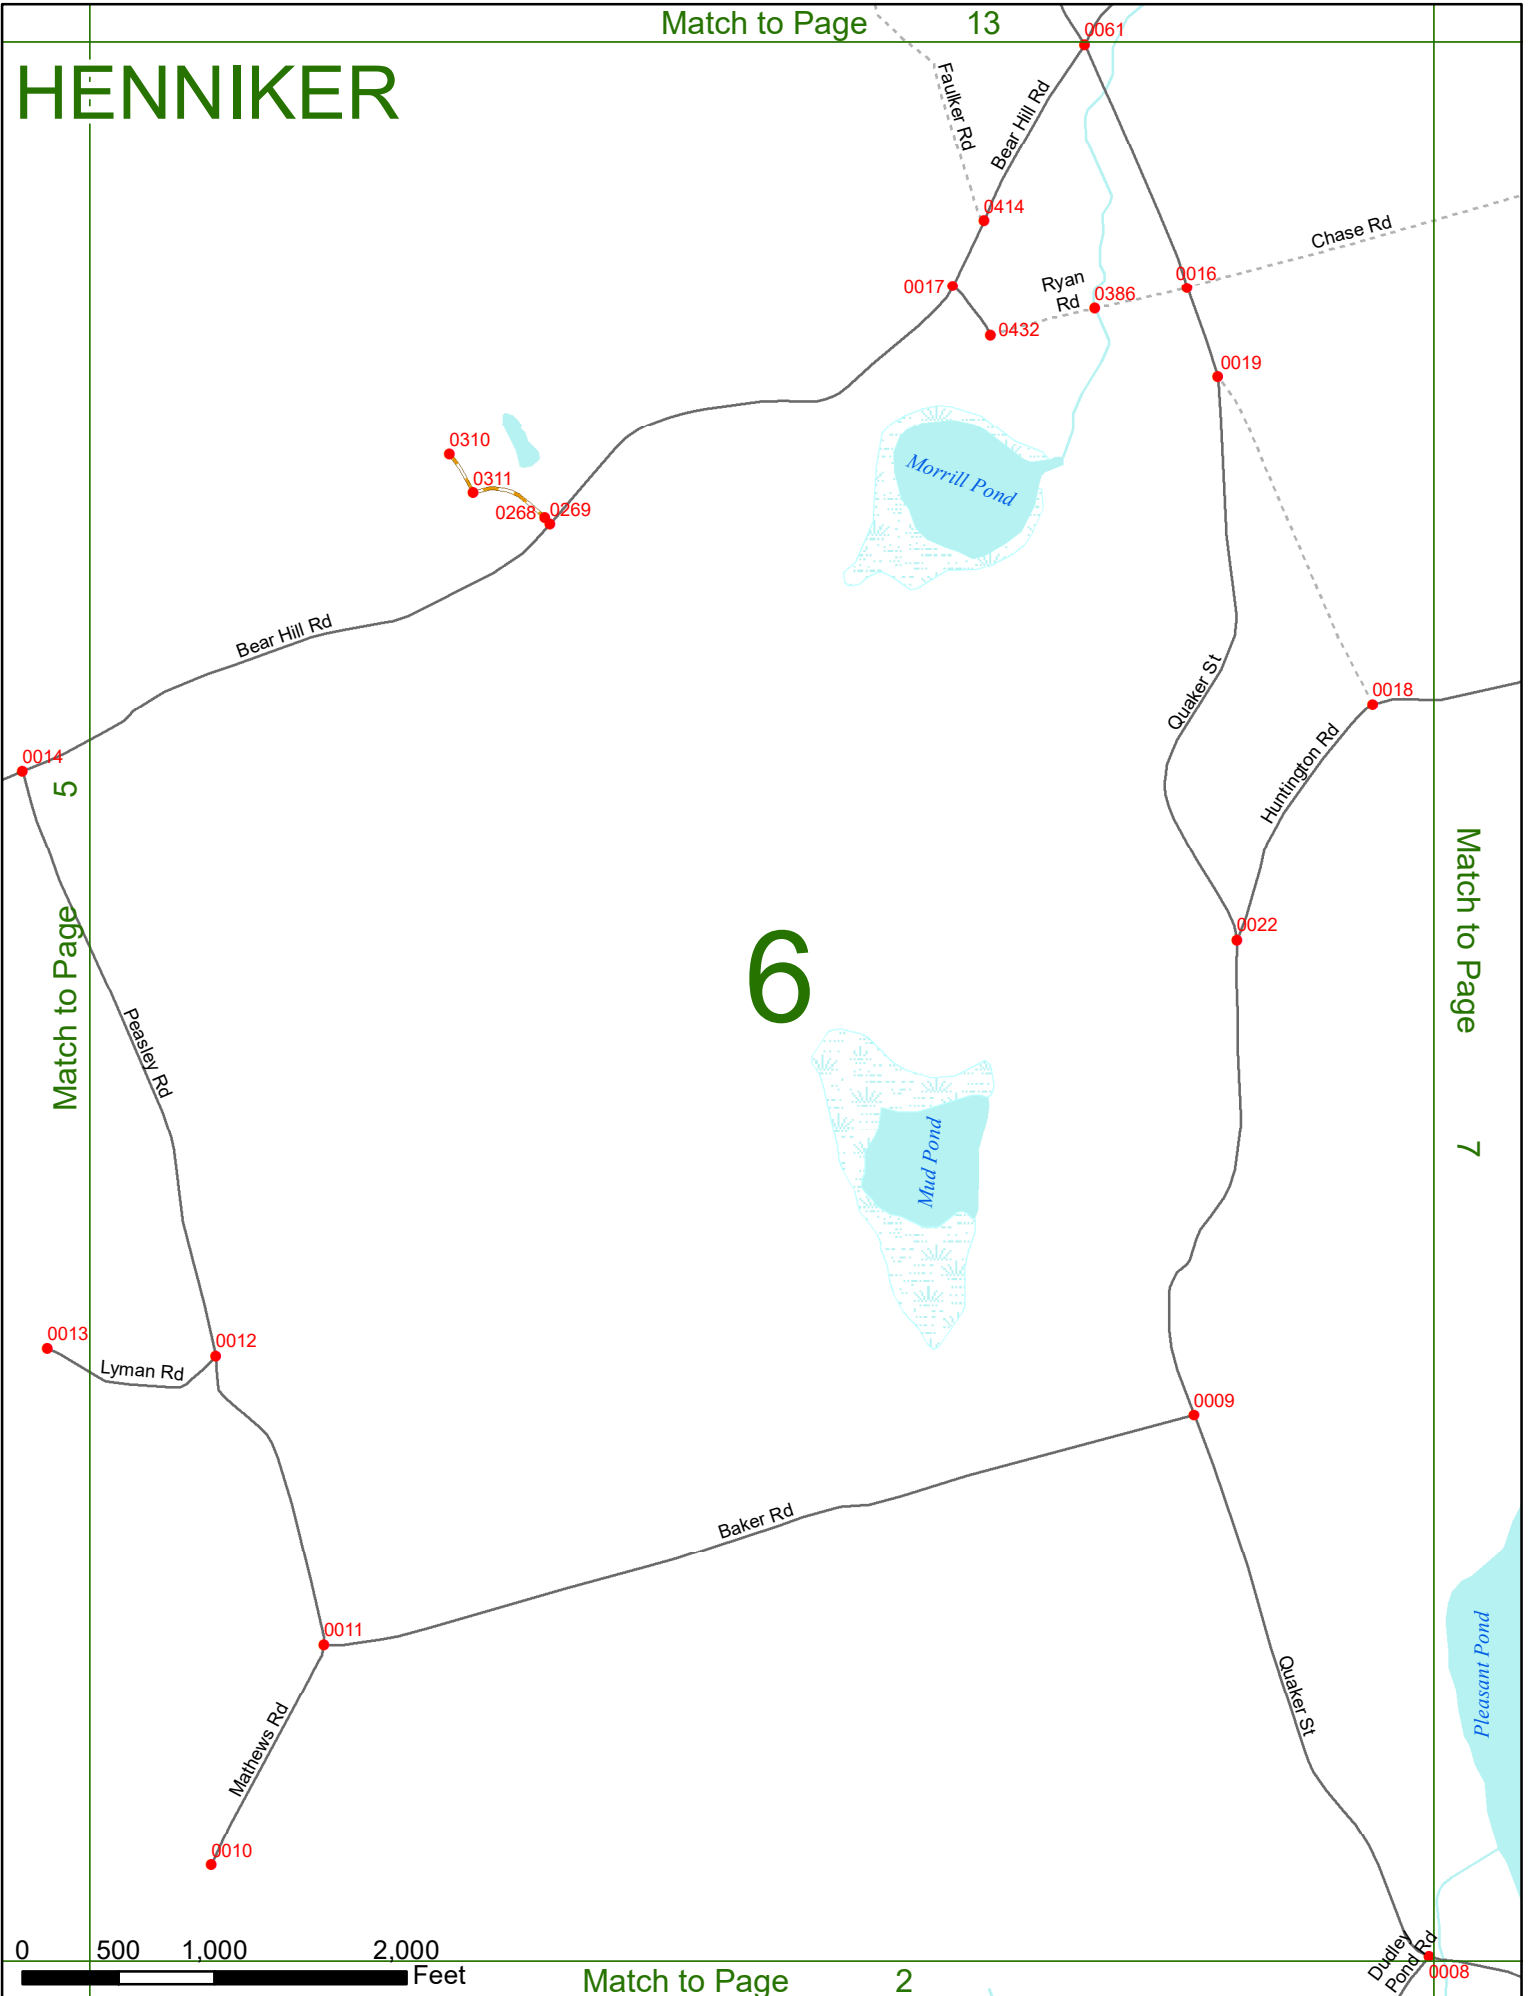 Match to Page 13
HENNIKER
0061
Faulker Rd
Bear Hill Rd
0414
Chase Rd
0017
Ryan
Rd
0386
0016
0432
0019
0310
0311
0268
0269
Morrill Pond
Bear Hill Rd
Quaker St
0018
0014
Huntington Rd
Match to Page 5
Match to Page 7
0022
6
Peasley Rd
Mud Pond
0013
0012
Lyman Rd
0009
Baker Rd
0011
Quaker St
Pleasant Pond
Mathews Rd
0010
Dudley
Pond Rd
0008
0 500 1,000 2,000
Feet
Match to Page 2